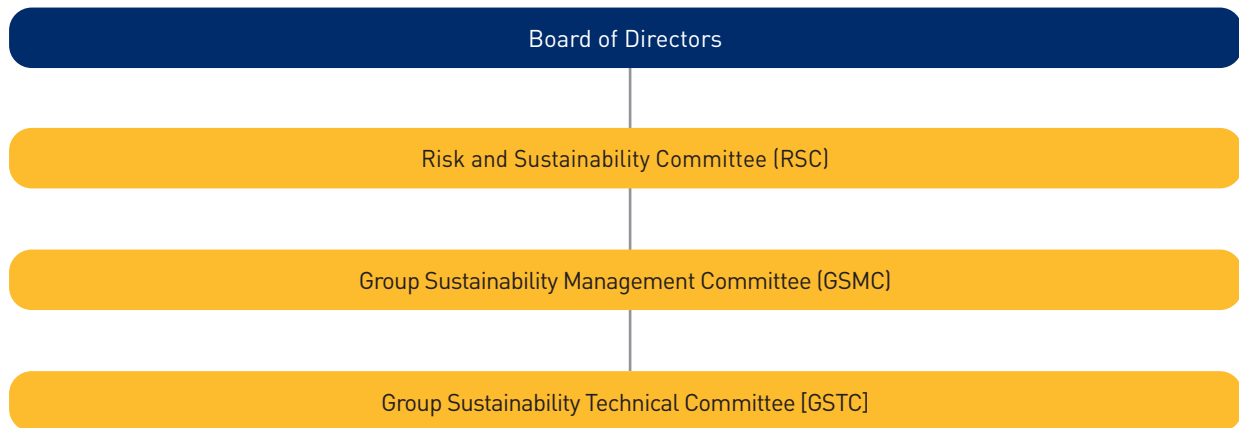 Board of Directors
Risk and Sustainability Committee (RSC)
Group Sustainability Management Committee (GSMC)
Group Sustainability Technical Committee [GSTC]